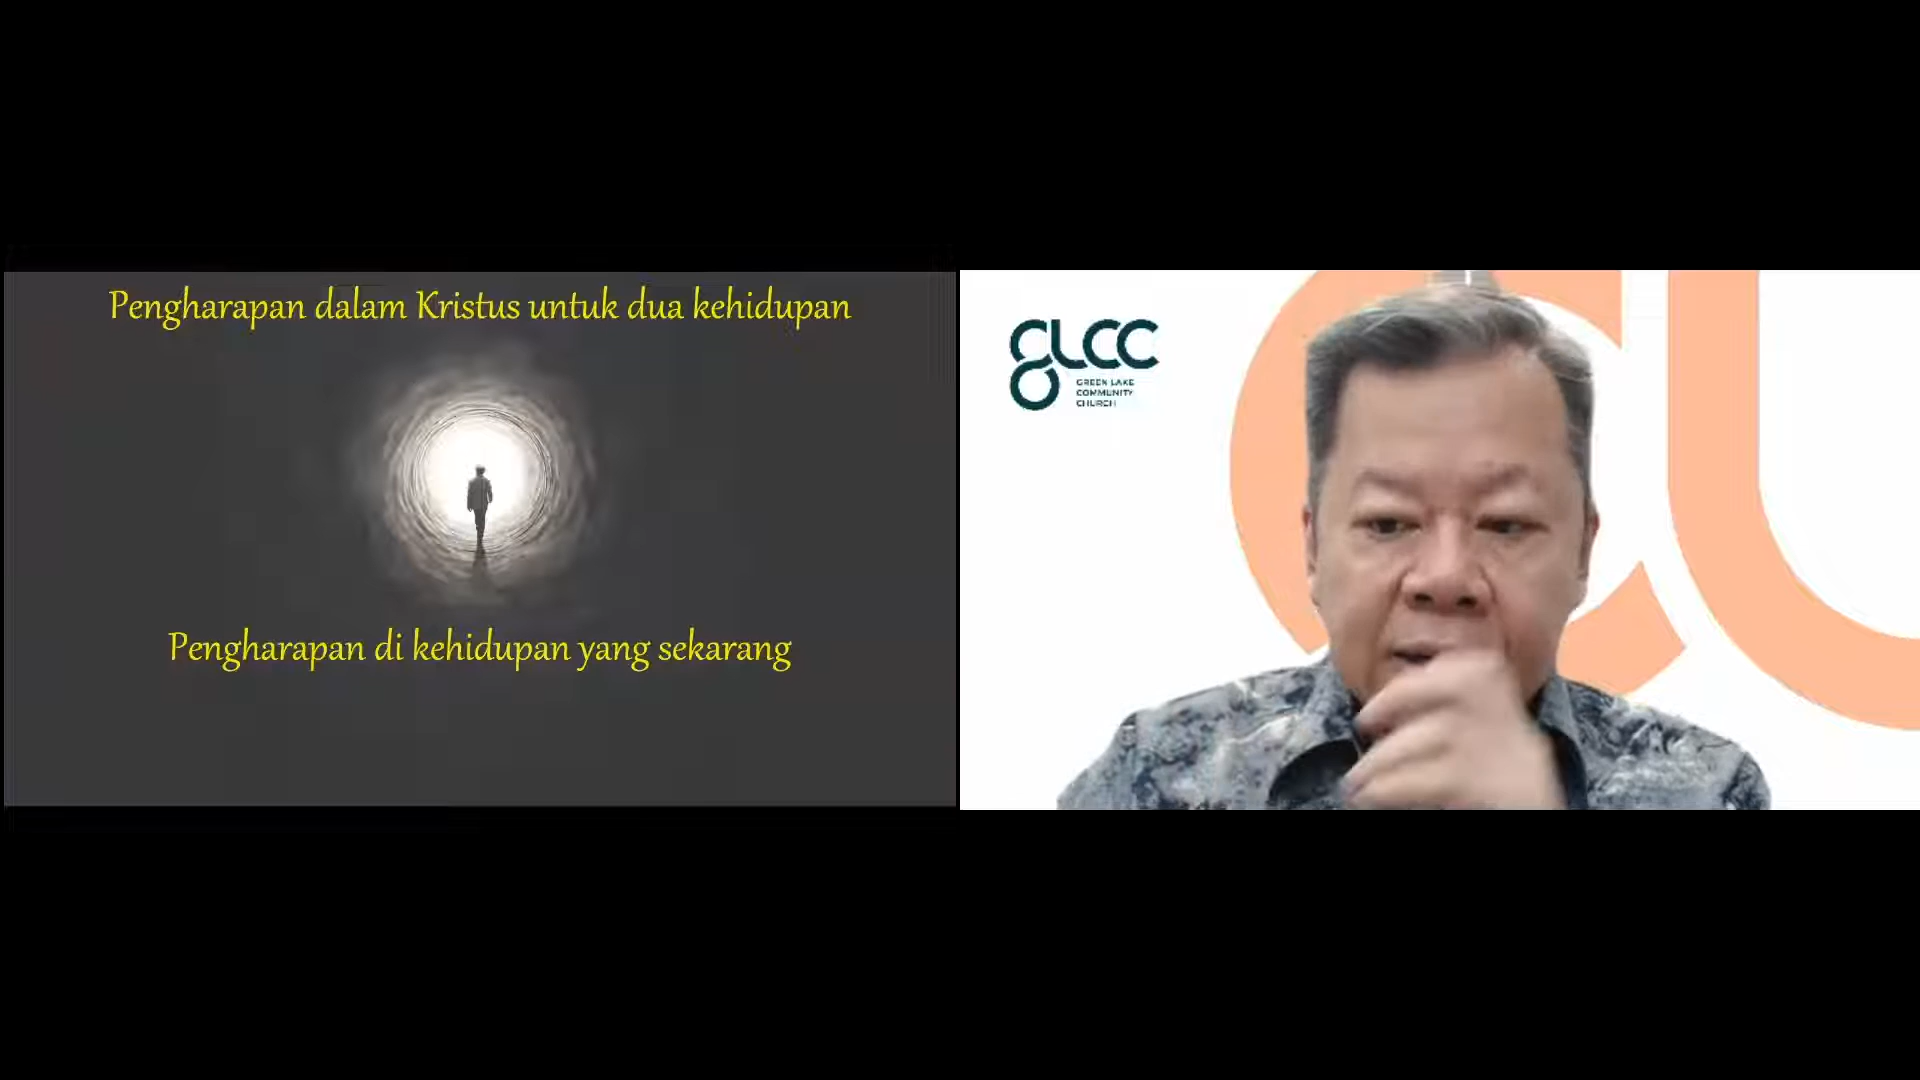 Pengharapan dalam Kristus untuk dua kehidupan
Pengharapan di kehidupan yang sekarang
GLCC
GREEN LAKE
COMMUNITY
CHURCH